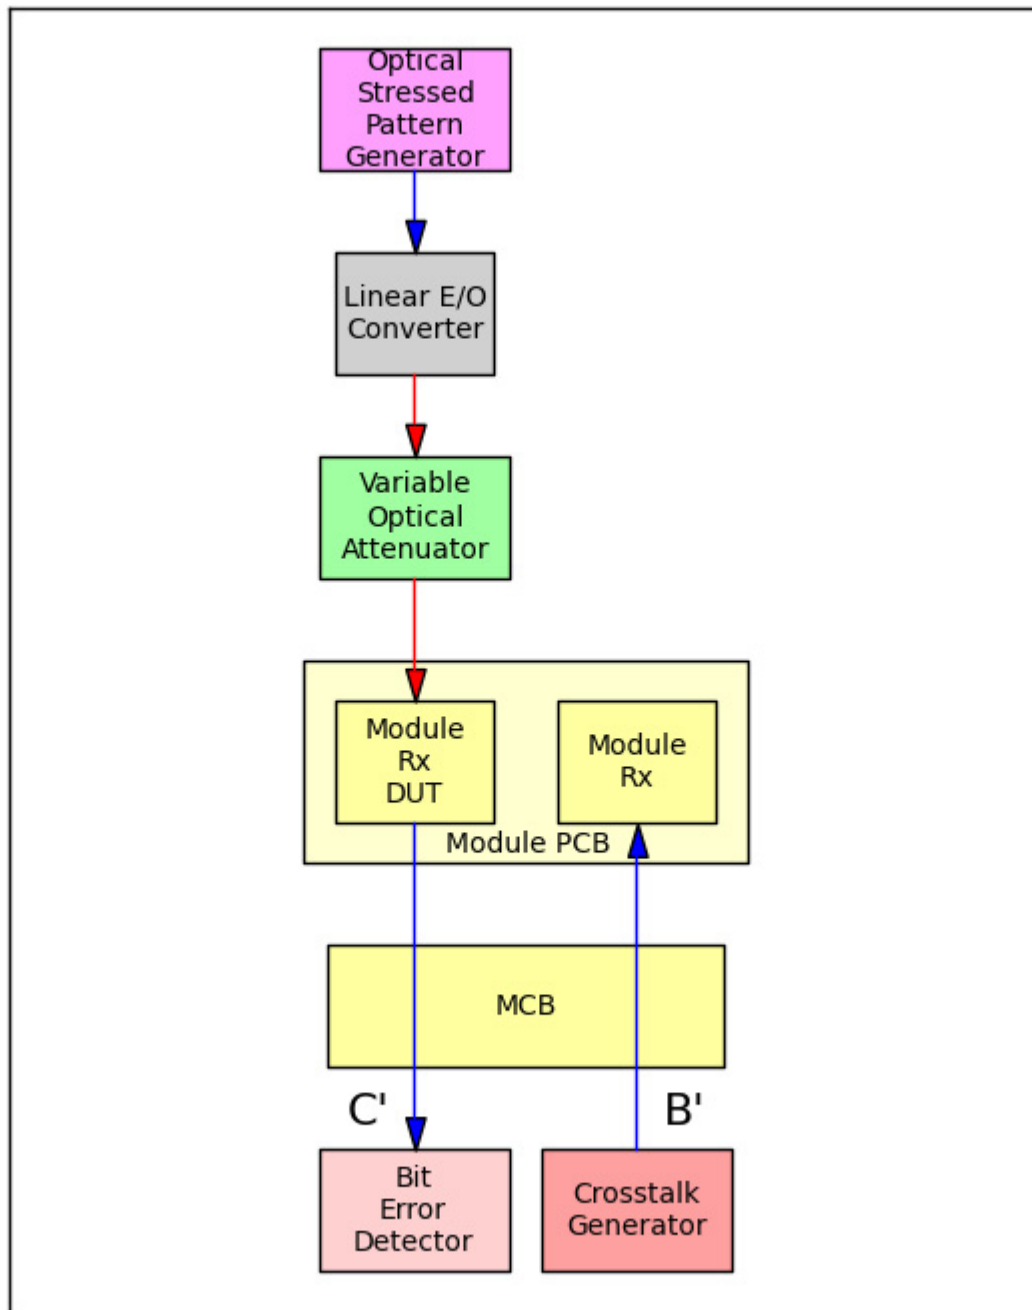 Optical
Stressed
Pattern
Generator
Linear E/O
Converter
Variable
Optical
Attenuator
Module
Rx
DUT
Module
Rx
Module PCB
MCB
C'
B'
Bit
Error
Detector
Crosstalk
Generator